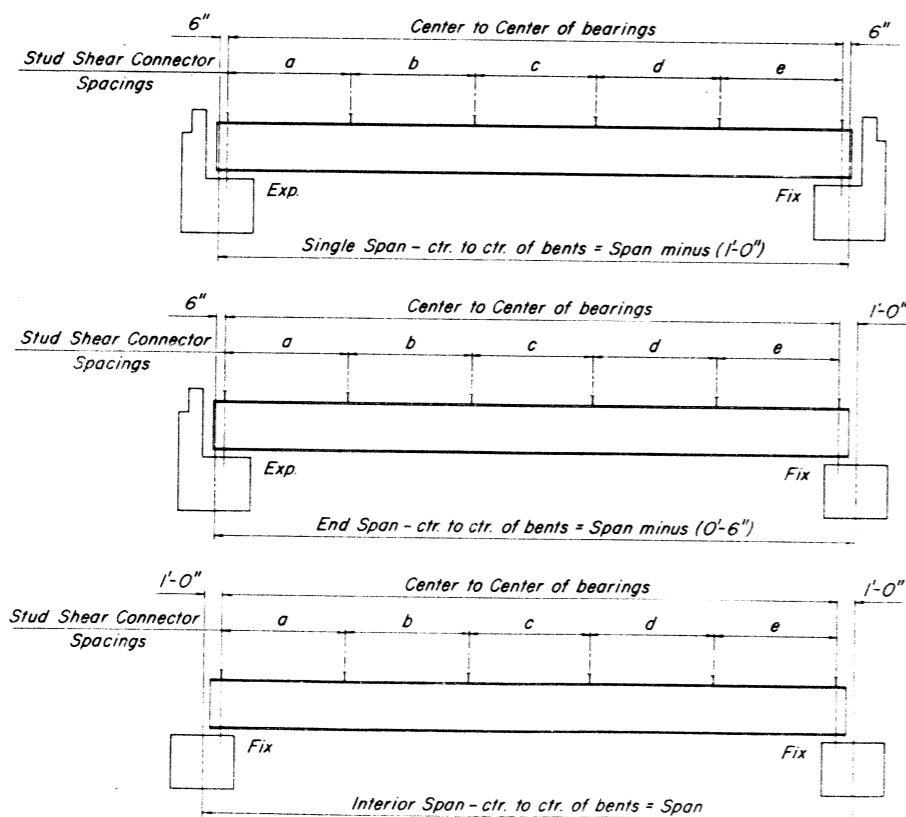 Center to Center of bearings
6"
6"
Stud Shear Connector
Spacings
a
b
c
d
e
Exp.
Fix
Single Span - ctr. to ctr. of bents = Span minus (1'-0")
Center to Center of bearings
6"
1'-0"
Stud Shear Connector
Spacings
a
b
c
d
e
Exp.
Fix
End Span - ctr. to ctr. of bents = Span minus (0'-6")
Center to Center of bearings
1'-0"
1'-0"
Stud Shear Connector
Spacings
a
b
c
d
e
Fix
Fix
Interior Span - ctr. to ctr. of bents = Span